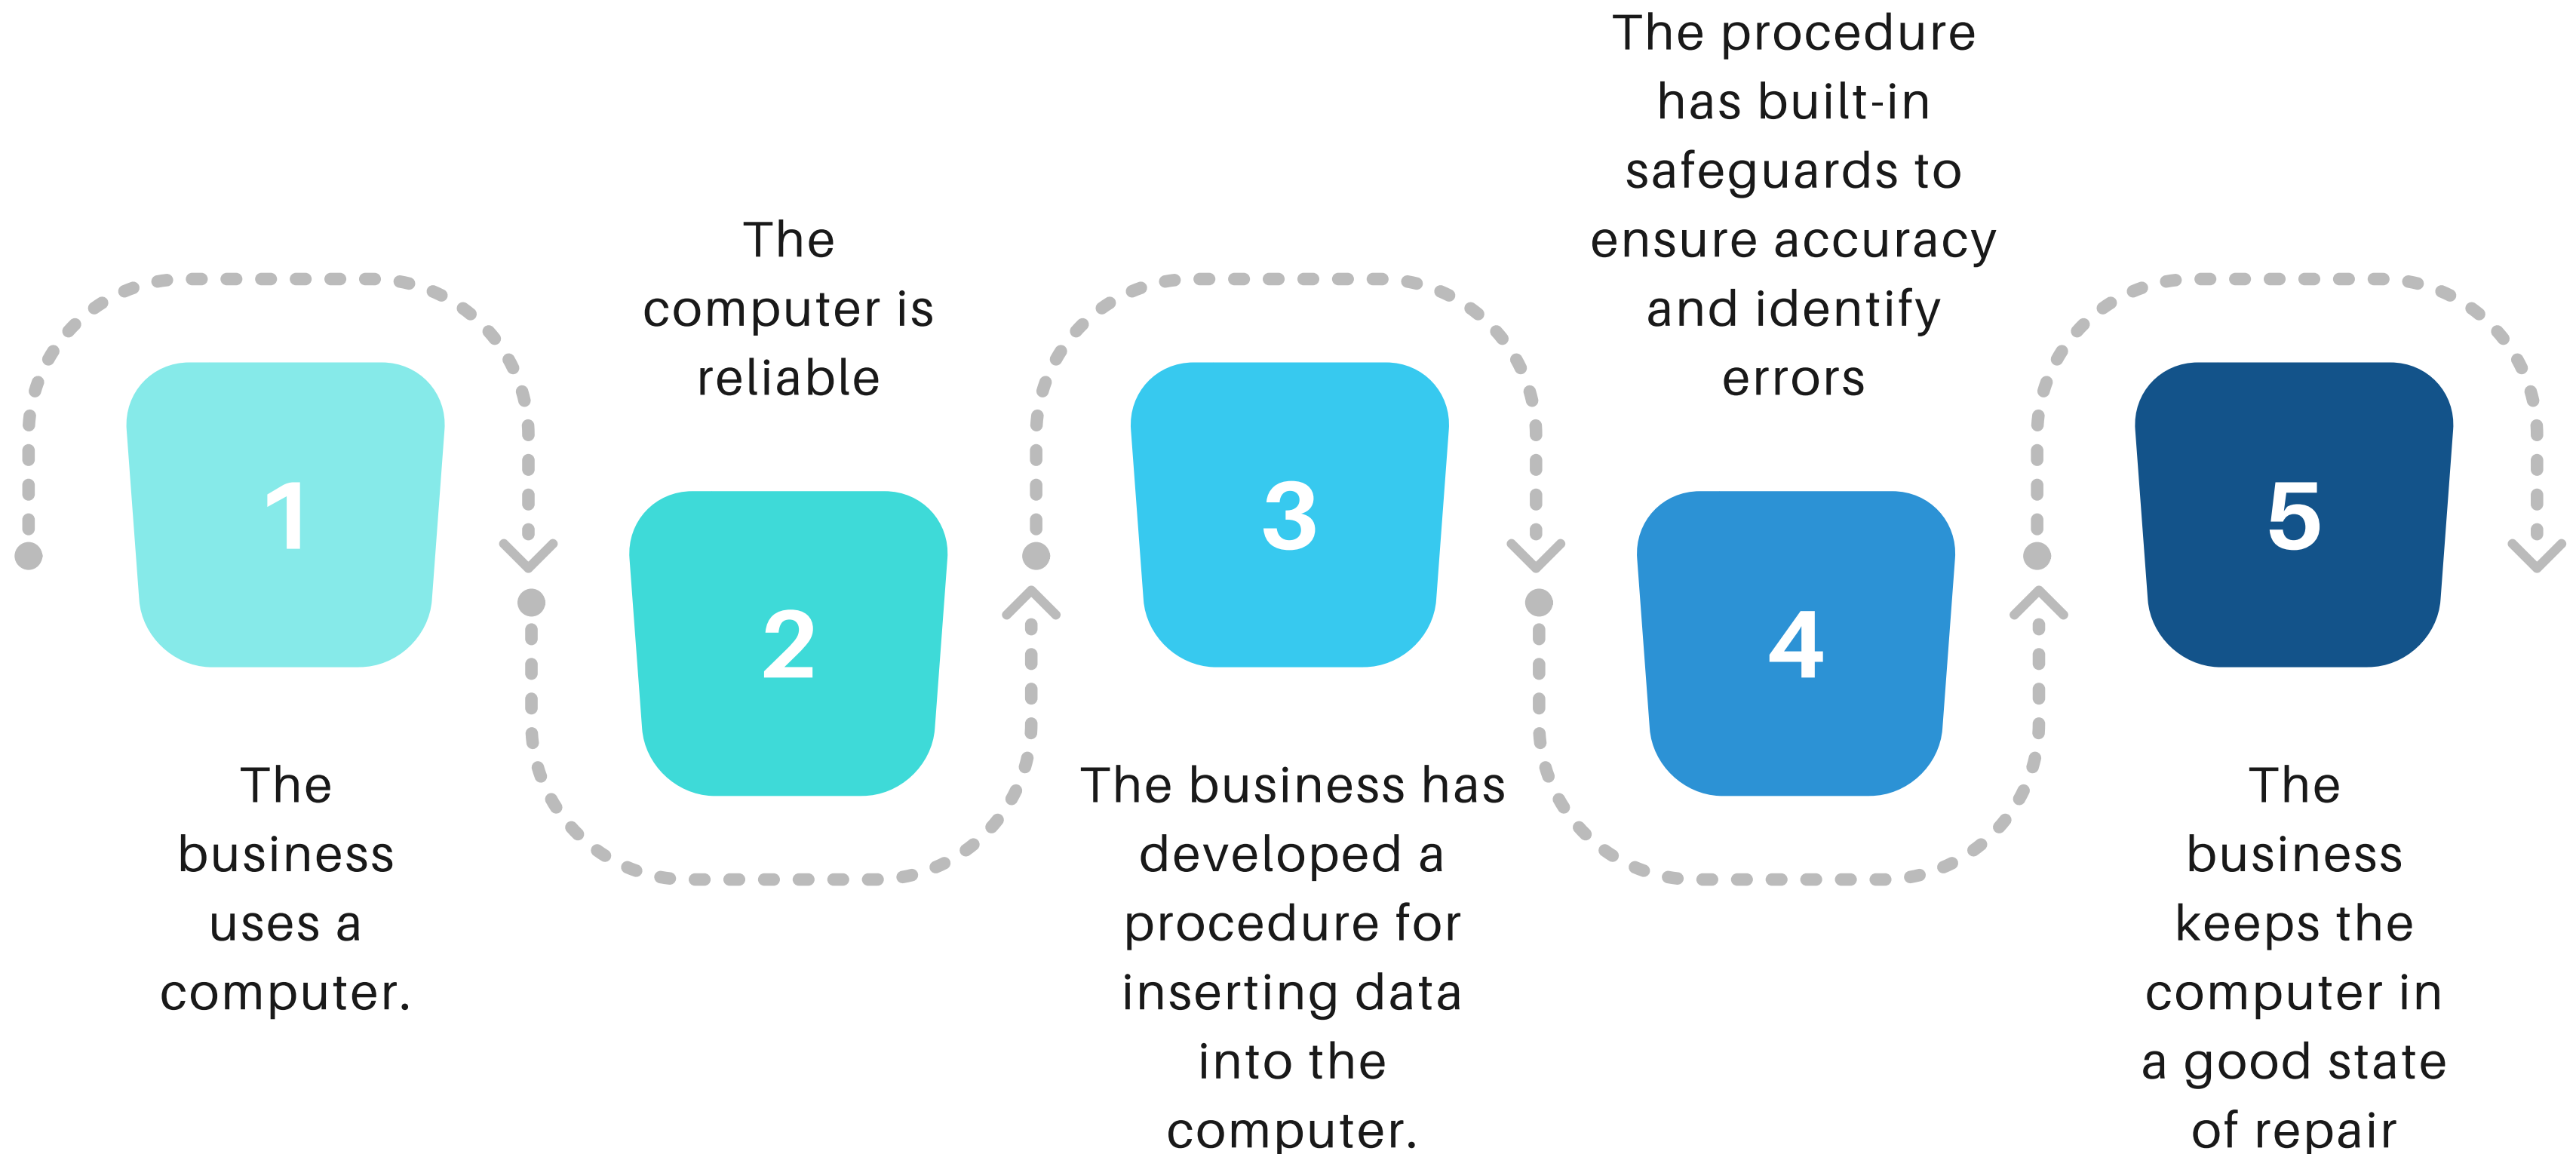 1
The
business
uses a
computer.
The
computer is
reliable
2
3
The business has
developed a
procedure for
inserting data
into the
computer.
The procedure
has built-in
safeguards to
ensure accuracy
and identify
errors
4
5
The
business
keeps the
computer in
a good state
of repair